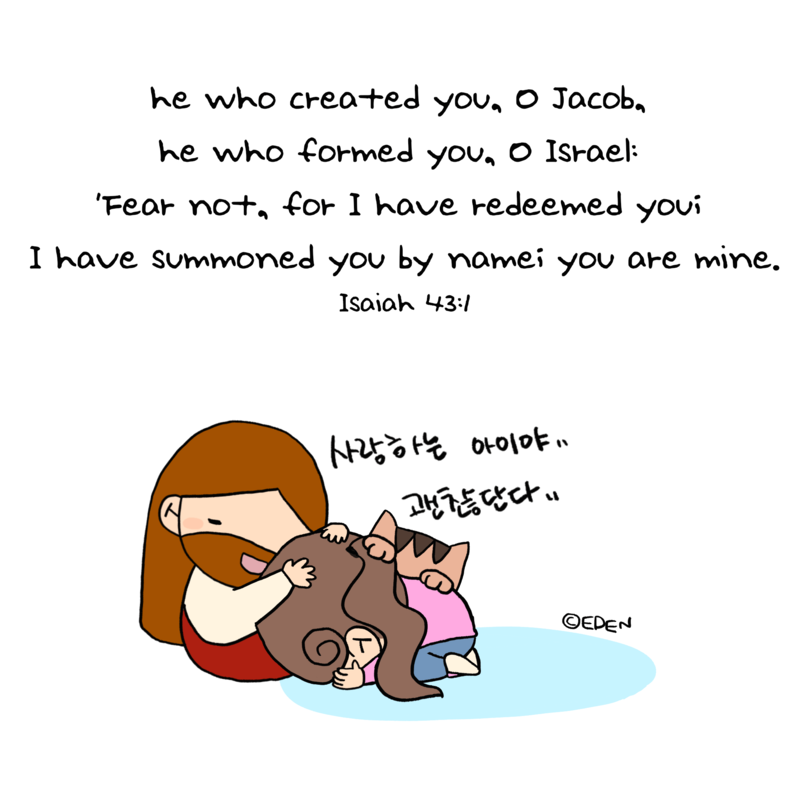 he who created you, O Jacob,
he who formed you, O Israel:
'Fear not, for I have redeemed you;
I have summoned you by name; you are mine.
Isaiah 43:1
사랑하는 아이야..
괜찮단다..
©EDEN